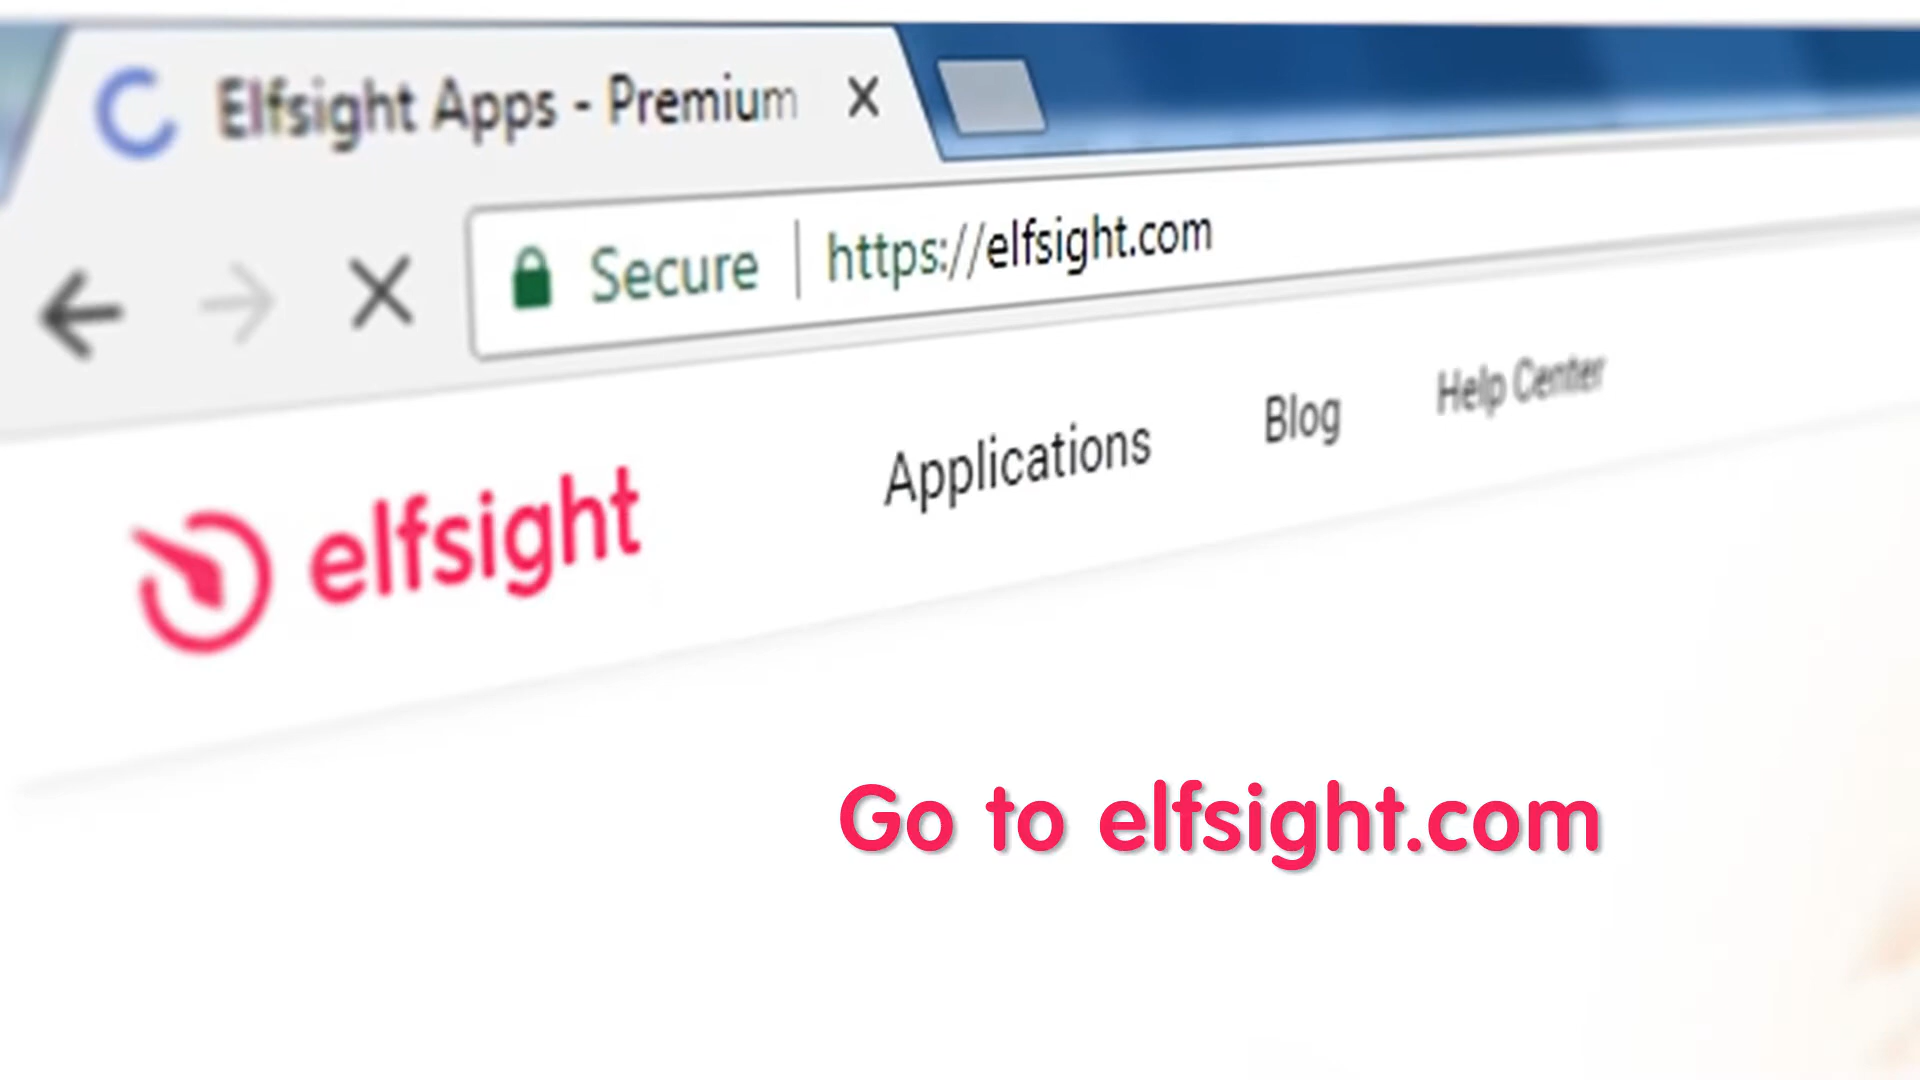 Elfsight Apps - Premium
Secure | https://elfsight.com
elfsight
Applications
Blog
Help Center
Go to elfsight.com